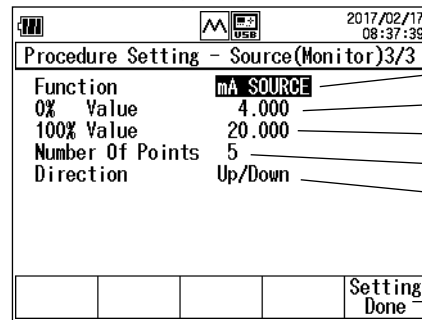 USB
2017/02/17
08:37:39
Procedure Setting - Source(Monitor)3/3
Function mA SOURCE
0% Value 4.000
100% Value 20.000
Number Of Points 5
Direction Up/Down
Setting
Done